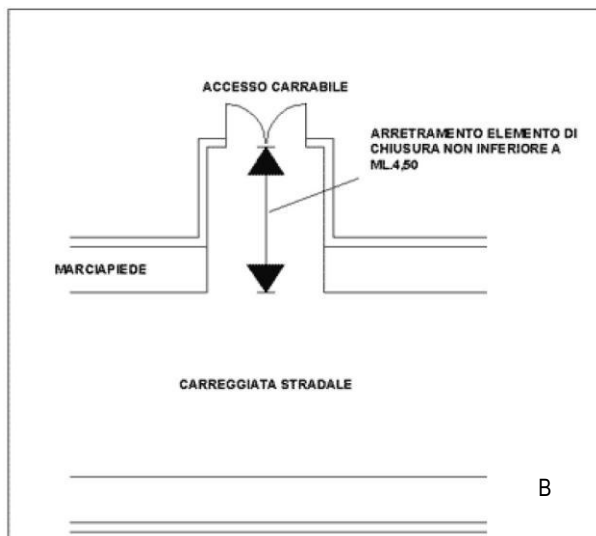 ACCESSO CARRABILE
ARRETRAMENTO ELEMENTO DI
CHIUSURA NON INFERIORE A
ML.4,50
MARCIAPIEDE
CARREGGIATA STRADALE
B